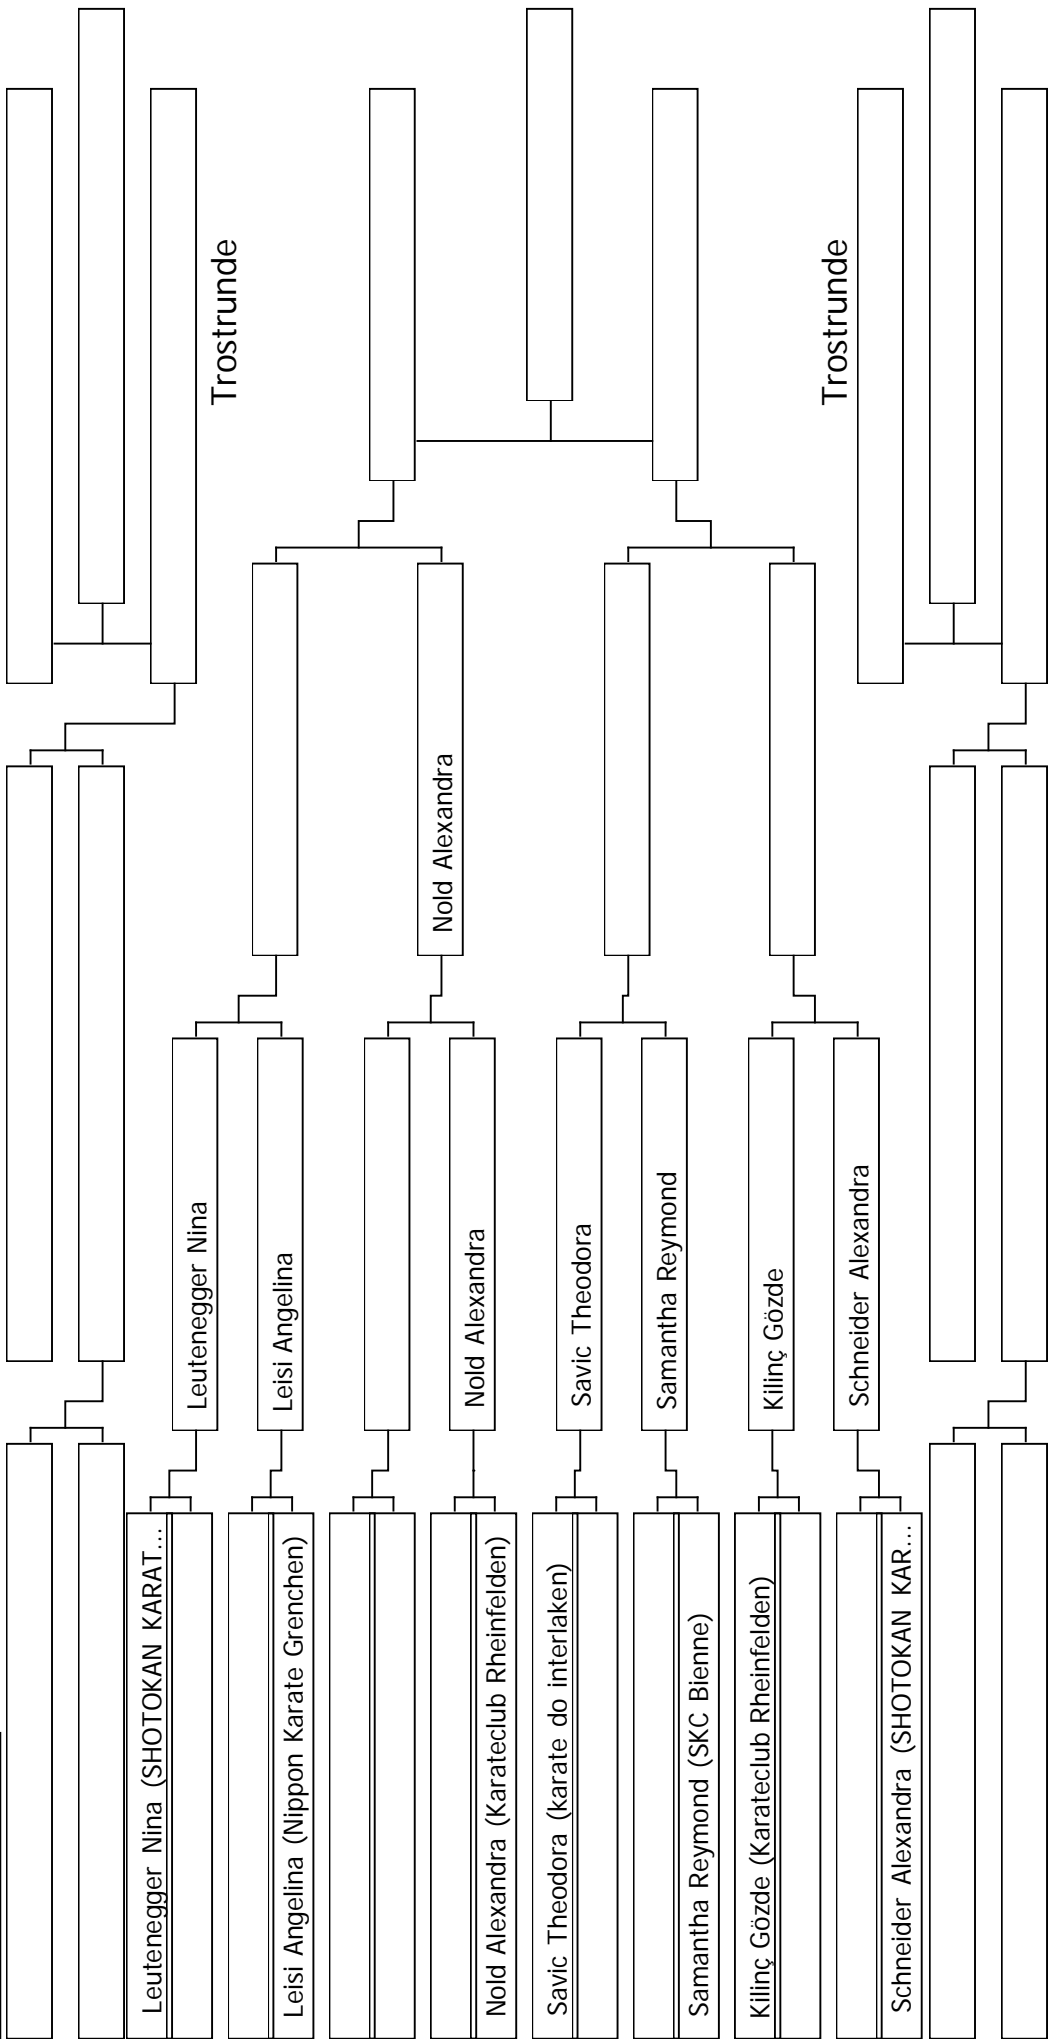 Leutenegger Nina (SHOTOKAN KARAT...
Leisi Angelina (Nippon Karate Grenchen)
Nold Alexandra (Karateclub Rheinfelden)
Savic Theodora (karate do interlaken)
Samantha Reymond (SKC Bienne)
Kilinç Gözde (Karateclub Rheinfelden)
Schneider Alexandra (SHOTOKAN KAR...
Leutenegger Nina
Leisi Angelina
Nold Alexandra
Savic Theodora
Samantha Reymond
Kilinç Gözde
Schneider Alexandra
Nold Alexandra
Trostrunde
Trostrunde